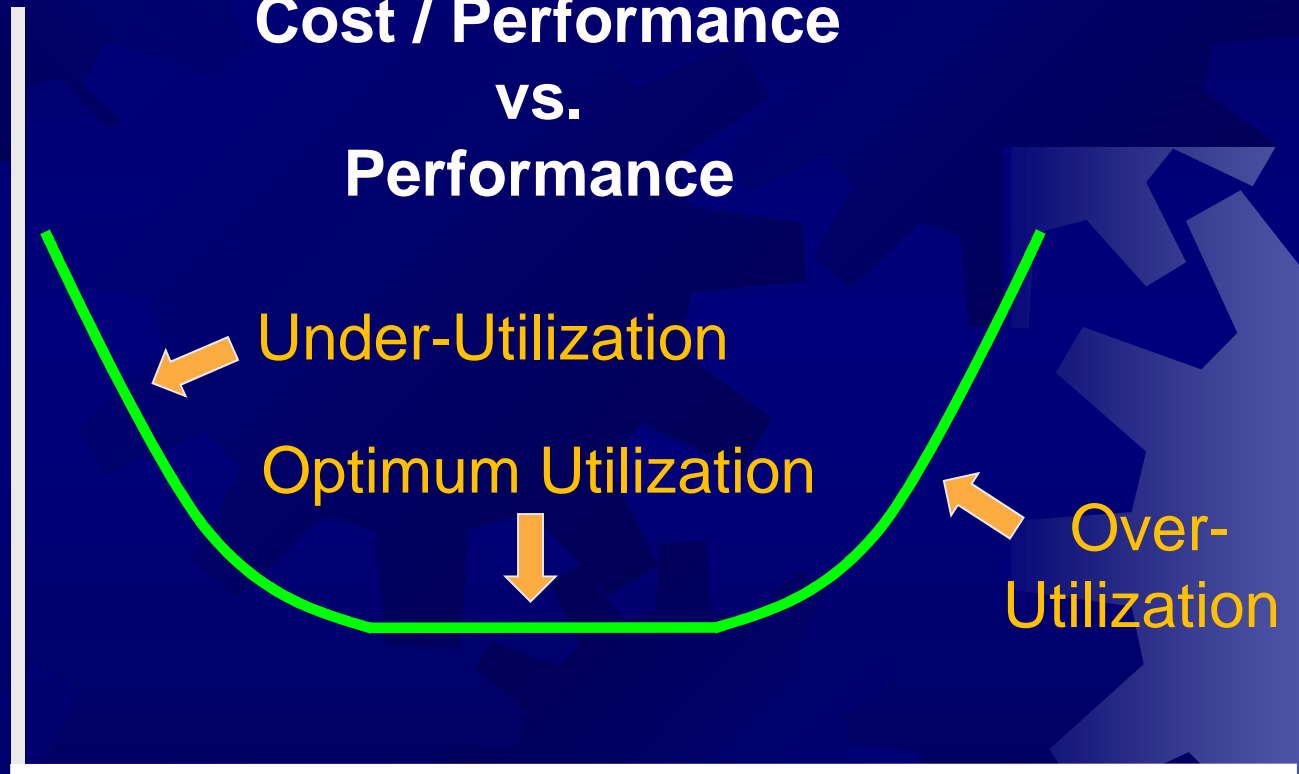 Cost / Performance
vs.
Performance
Under-Utilization
Optimum Utilization
Over-
Utilization